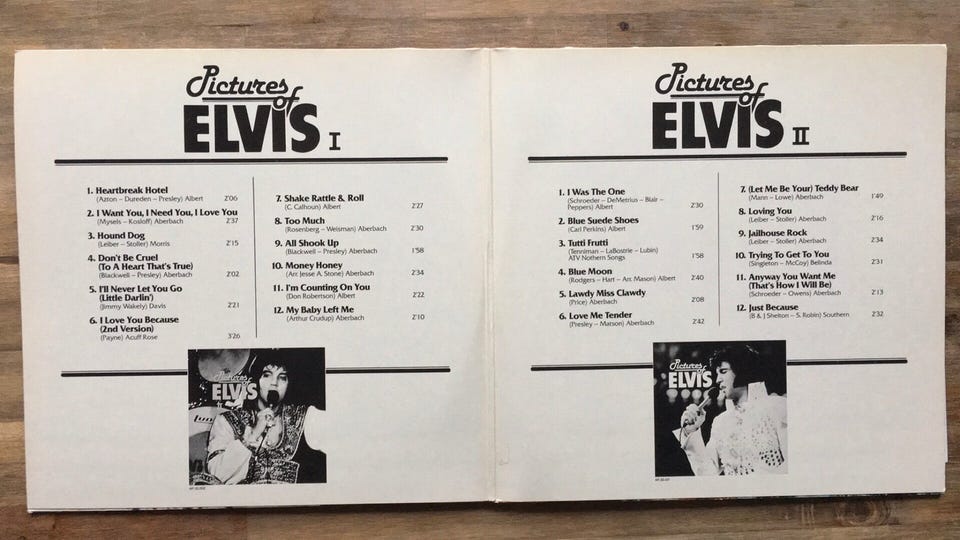 Pictures
of
ELVIS I
1. Heartbreak Hotel
(Azton – Dureden – Presley) Albert 2'06
2. I Want You, I Need You, I Love You
(Mysels – Kosloff) Aberbach 2'37
3. Hound Dog
(Leiber – Stoller) Morris 2'15
4. Don't Be Cruel
(To A Heart That's True)
(Blackwell – Presley) Aberbach 2'02
5. I'll Never Let You Go
(Little Darlin')
(Jimmy Wakely) Davis 2'21
6. I Love You Because
(2nd Version)
(Payne) Acuff Rose 3'26
7. Shake Rattle & Roll
(C. Calhoun) Albert 2'27
8. Too Much
(Rosenberg – Weisman) Aberbach 2'30
9. All Shook Up
(Blackwell – Presley) Aberbach 1'58
10. Money Honey
(Arr. Jesse A. Stone) Aberbach 2'34
11. I'm Counting On You
(Don Robertson) Albert 2'22
12. My Baby Left Me
(Arthur Crudup) Aberbach 2'10
Pictures
of
ELVIS
Pictures
of
ELVIS II
1. I Was The One
(Schroeder – DeMetrius – Blair –
Peppers) Albert 2'30
2. Blue Suede Shoes
(Carl Perkins) Albert 1'59
3. Tutti Frutti
(Tenniman – LaBostrie – Lubin)
ATV Nothern Songs 1'58
4. Blue Moon
(Rodgers – Hart – Arr. Mason) Albert 2'40
5. Lawdy Miss Clawdy
(Price) Aberbach 2'08
6. Love Me Tender
(Presley – Matson) Aberbach 2'42
7. (Let Me Be Your) Teddy Bear
(Mann – Lowe) Aberbach 1'49
8. Loving You
(Leiber – Stoller) Aberbach 2'16
9. Jailhouse Rock
(Leiber – Stoller) Aberbach 2'34
10. Trying To Get To You
(Singleton – McCoy) Belinda 2'31
11. Anyway You Want Me
(That's How I Will Be)
(Schroeder – Owens) Aberbach 2'13
12. Just Because
(B & J Shelton – S. Robin) Southern 2'32
Pictures
of
ELVIS